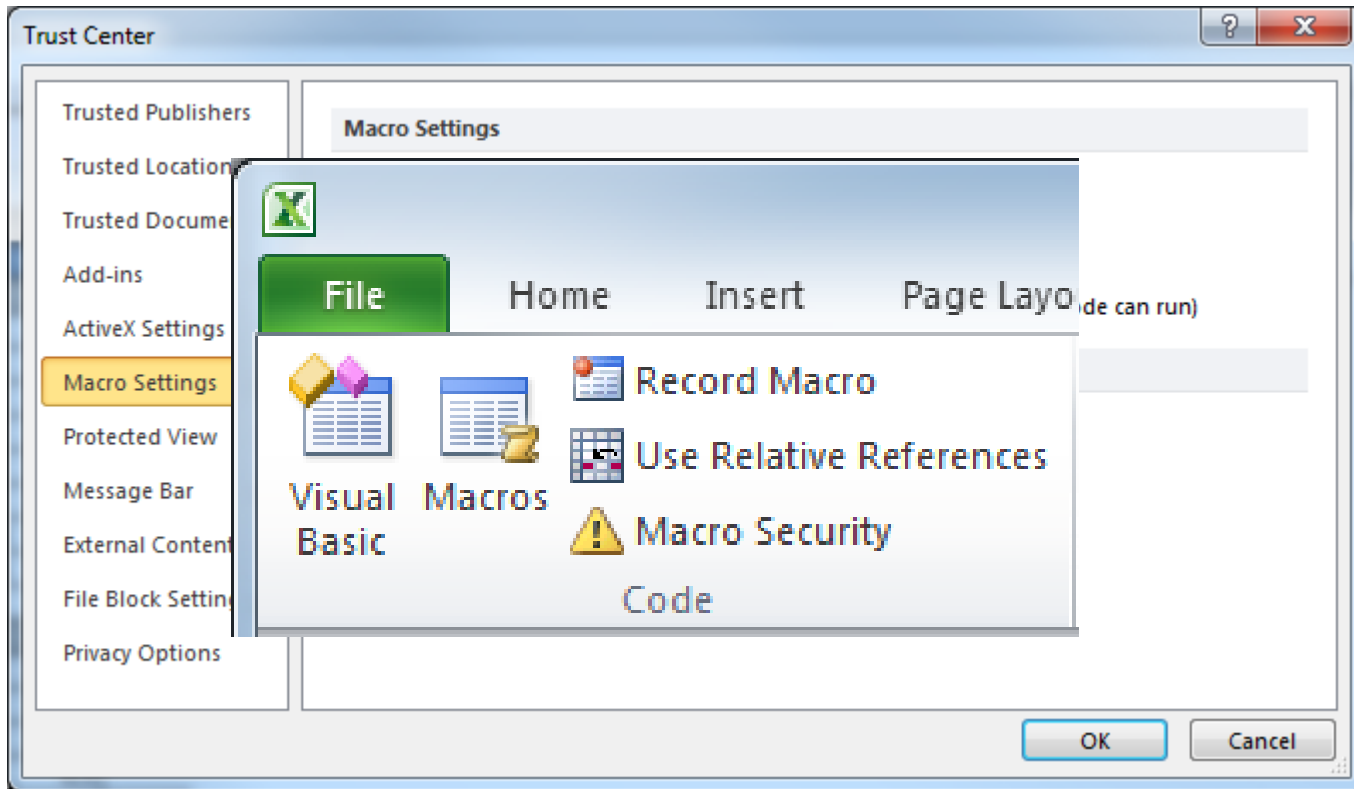 Trust Center
Trusted Publishers
Trusted Location
Trusted Docume
Add-ins
ActiveX Settings
Macro Settings
Protected View
Message Bar
External Content
File Block Settin
Privacy Options
Macro Settings
de can run)
File Home Insert Page Layo
Visual Basic
Macros
Record Macro
Use Relative References
Macro Security
Code
OK Cancel